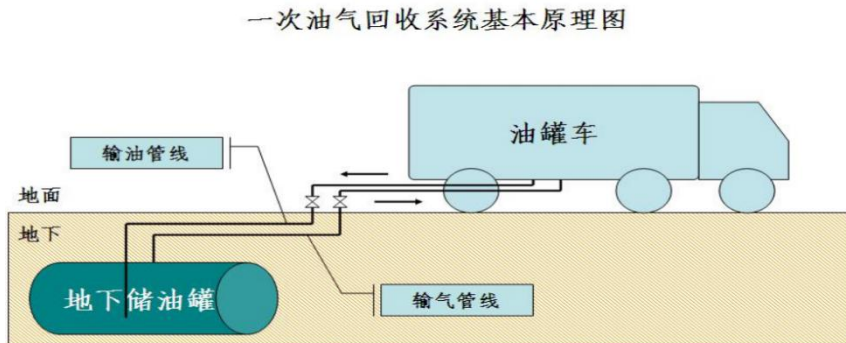 一次油气回收系统基本原理图
油罐车
输油管线
地面
地下
地下储油罐
输气管线